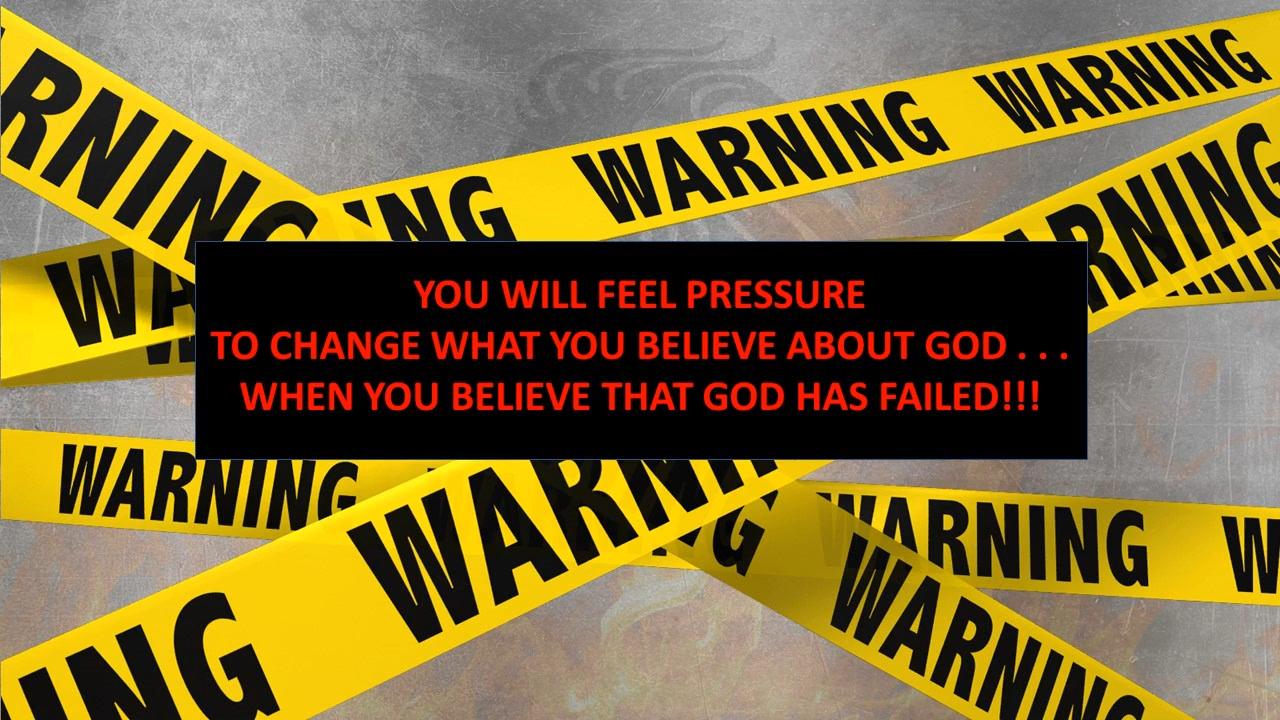 WARNING
WARNING
WARNING
YOU WILL FEEL PRESSURE
TO CHANGE WHAT YOU BELIEVE ABOUT GOD . . .
WHEN YOU BELIEVE THAT GOD HAS FAILED!!!
WARNING
WARNING
WARNING
WARNING